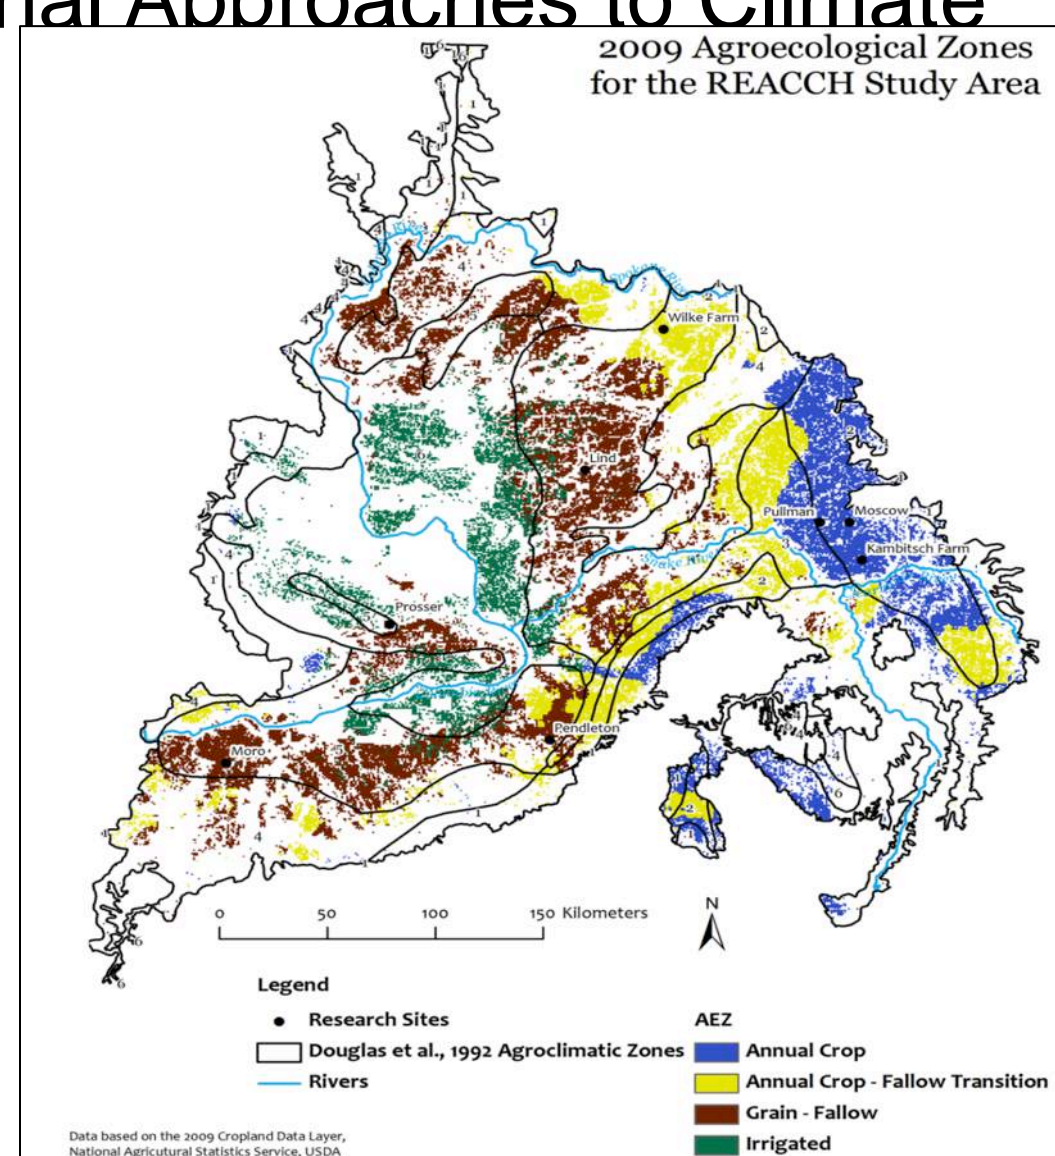 nal Approaches to Climate
2009 Agroecological Zones
for the REACCH Study Area
Spokane River
Wilke Farm
Lind
Pullman
Moscow
Kambitsch Farm
Snake River
Prosser
Pendleton
Moro
0 50 100 150 Kilometers
N
Legend
Research Sites
Douglas et al., 1992 Agroclimatic Zones
Rivers
AEZ
Annual Crop
Annual Crop - Fallow Transition
Grain - Fallow
Irrigated
Data based on the 2009 Cropland Data Layer,
National Agricutural Statistics Service, USDA